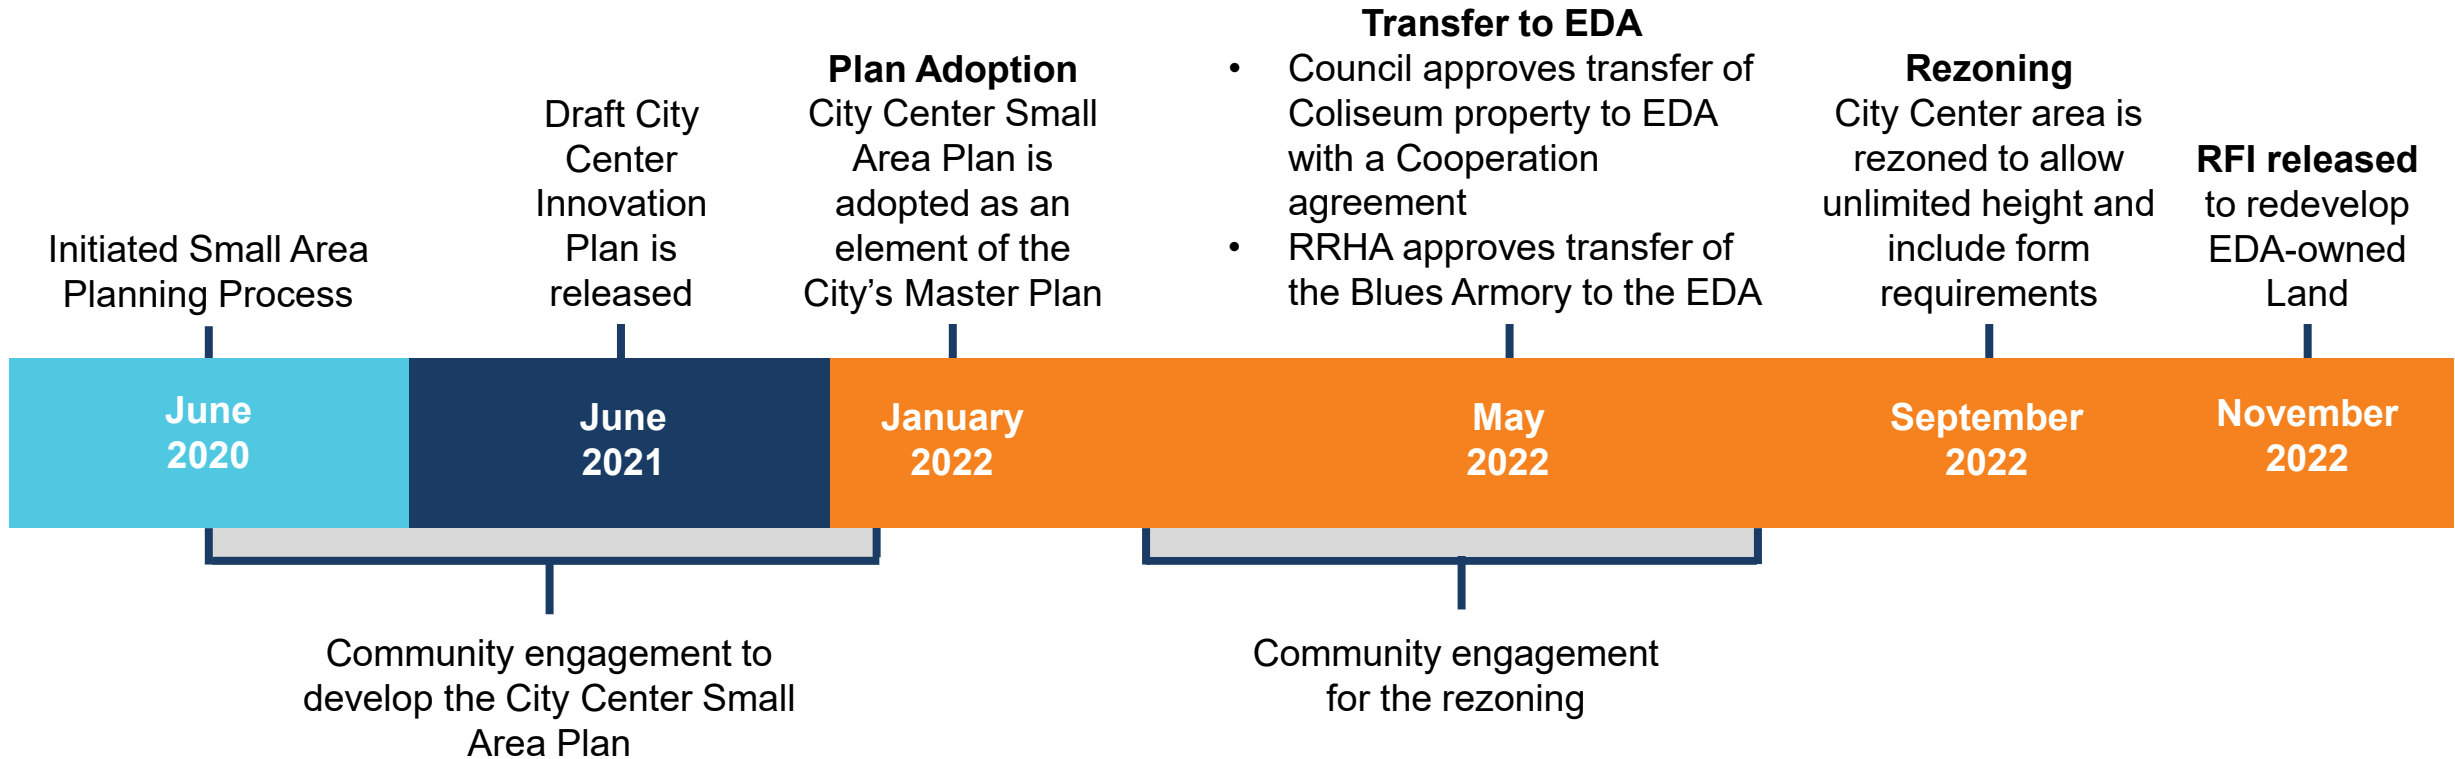 Initiated Small Area
Planning Process
Draft City
Center
Innovation
Plan is
released
Plan Adoption
City Center Small
Area Plan is
adopted as an
element of the
City’s Master Plan
Transfer to EDA
• Council approves transfer of
Coliseum property to EDA
with a Cooperation
agreement
• RRHA approves transfer of
the Blues Armory to the EDA
Rezoning
City Center area is
rezoned to allow
unlimited height and
include form
requirements
RFI released
to redevelop
EDA-owned
Land
June
2020
June
2021
January
2022
May
2022
September
2022
November
2022
Community engagement to
develop the City Center Small
Area Plan
Community engagement
for the rezoning